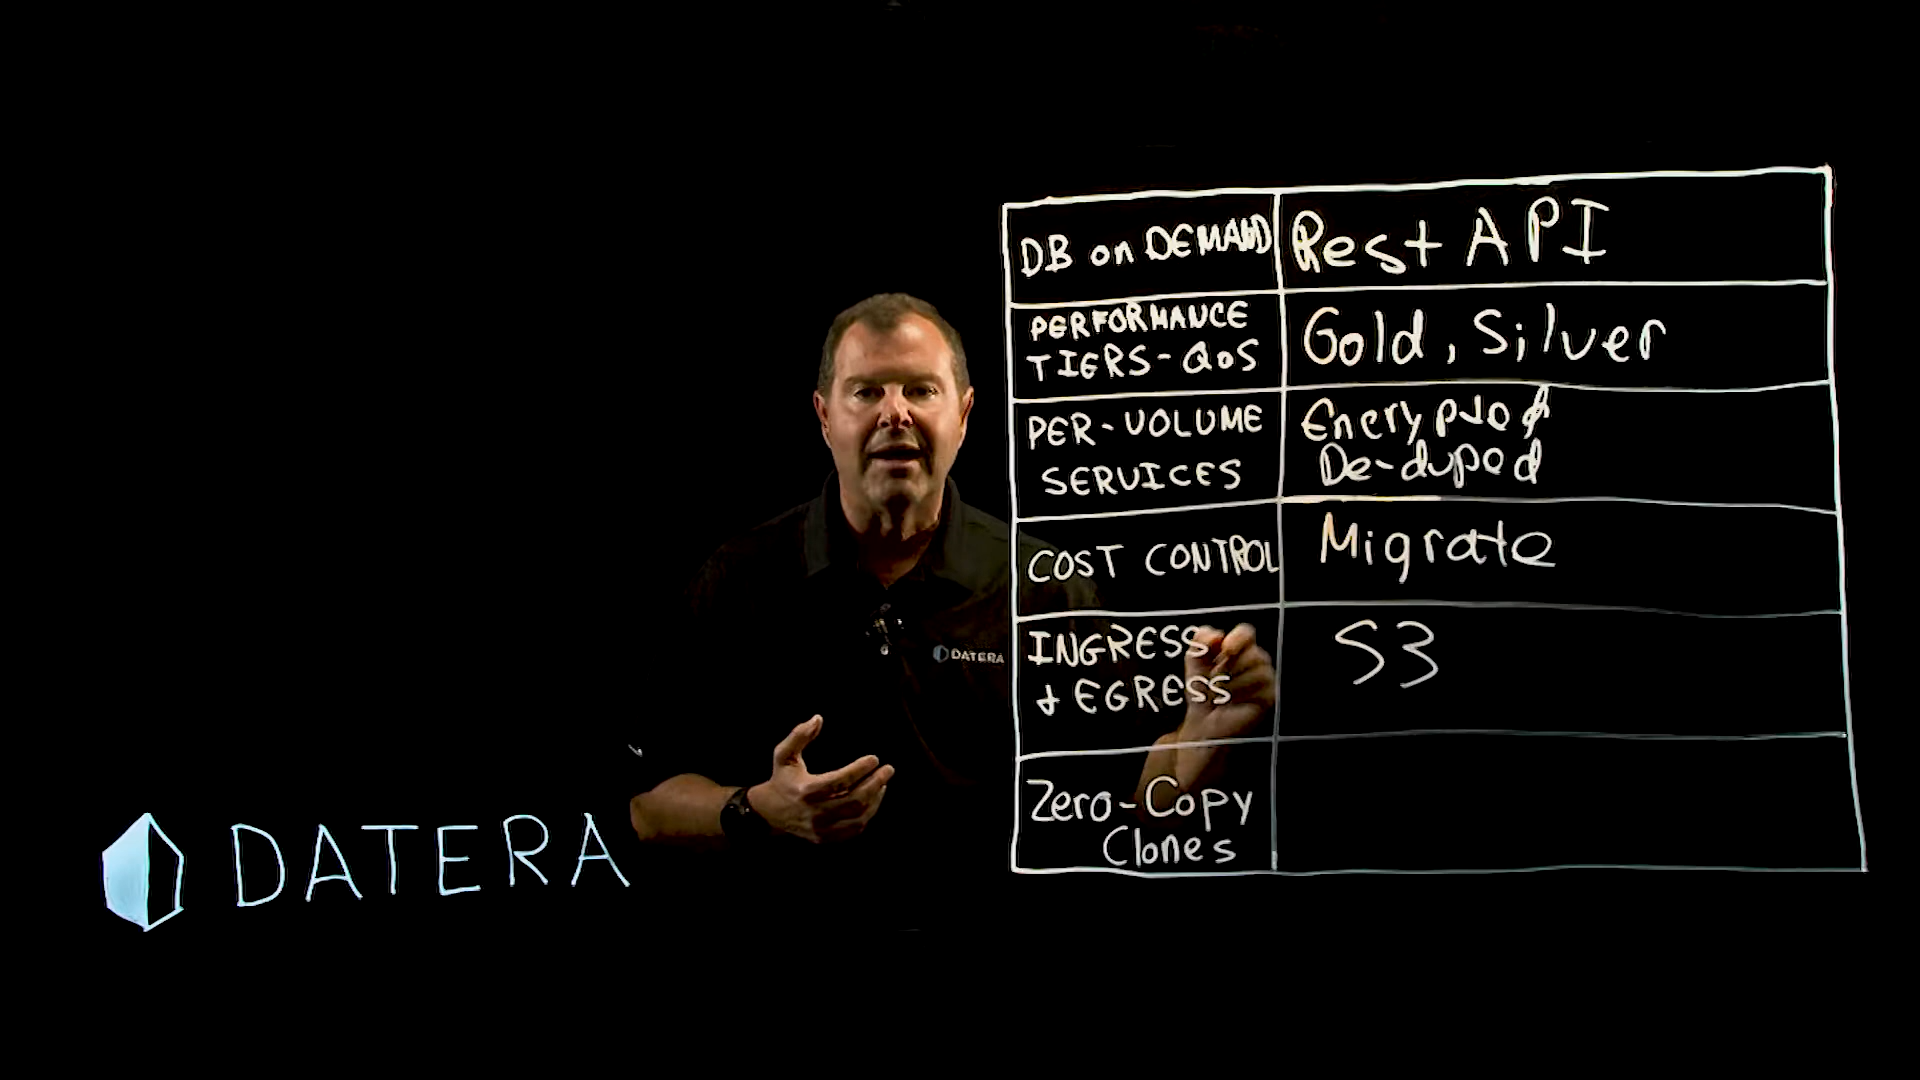 DB on DEMAND
Rest API
PERFORMANCE
TIERS-QoS
Gold, Silver
PER-VOLUME
SERVICES
Encrypted
De-duped
COST CONTROL
Migrate
INGRESS
+ EGRESS
S3
Zero-Copy
Clones
DATERA
DATERA